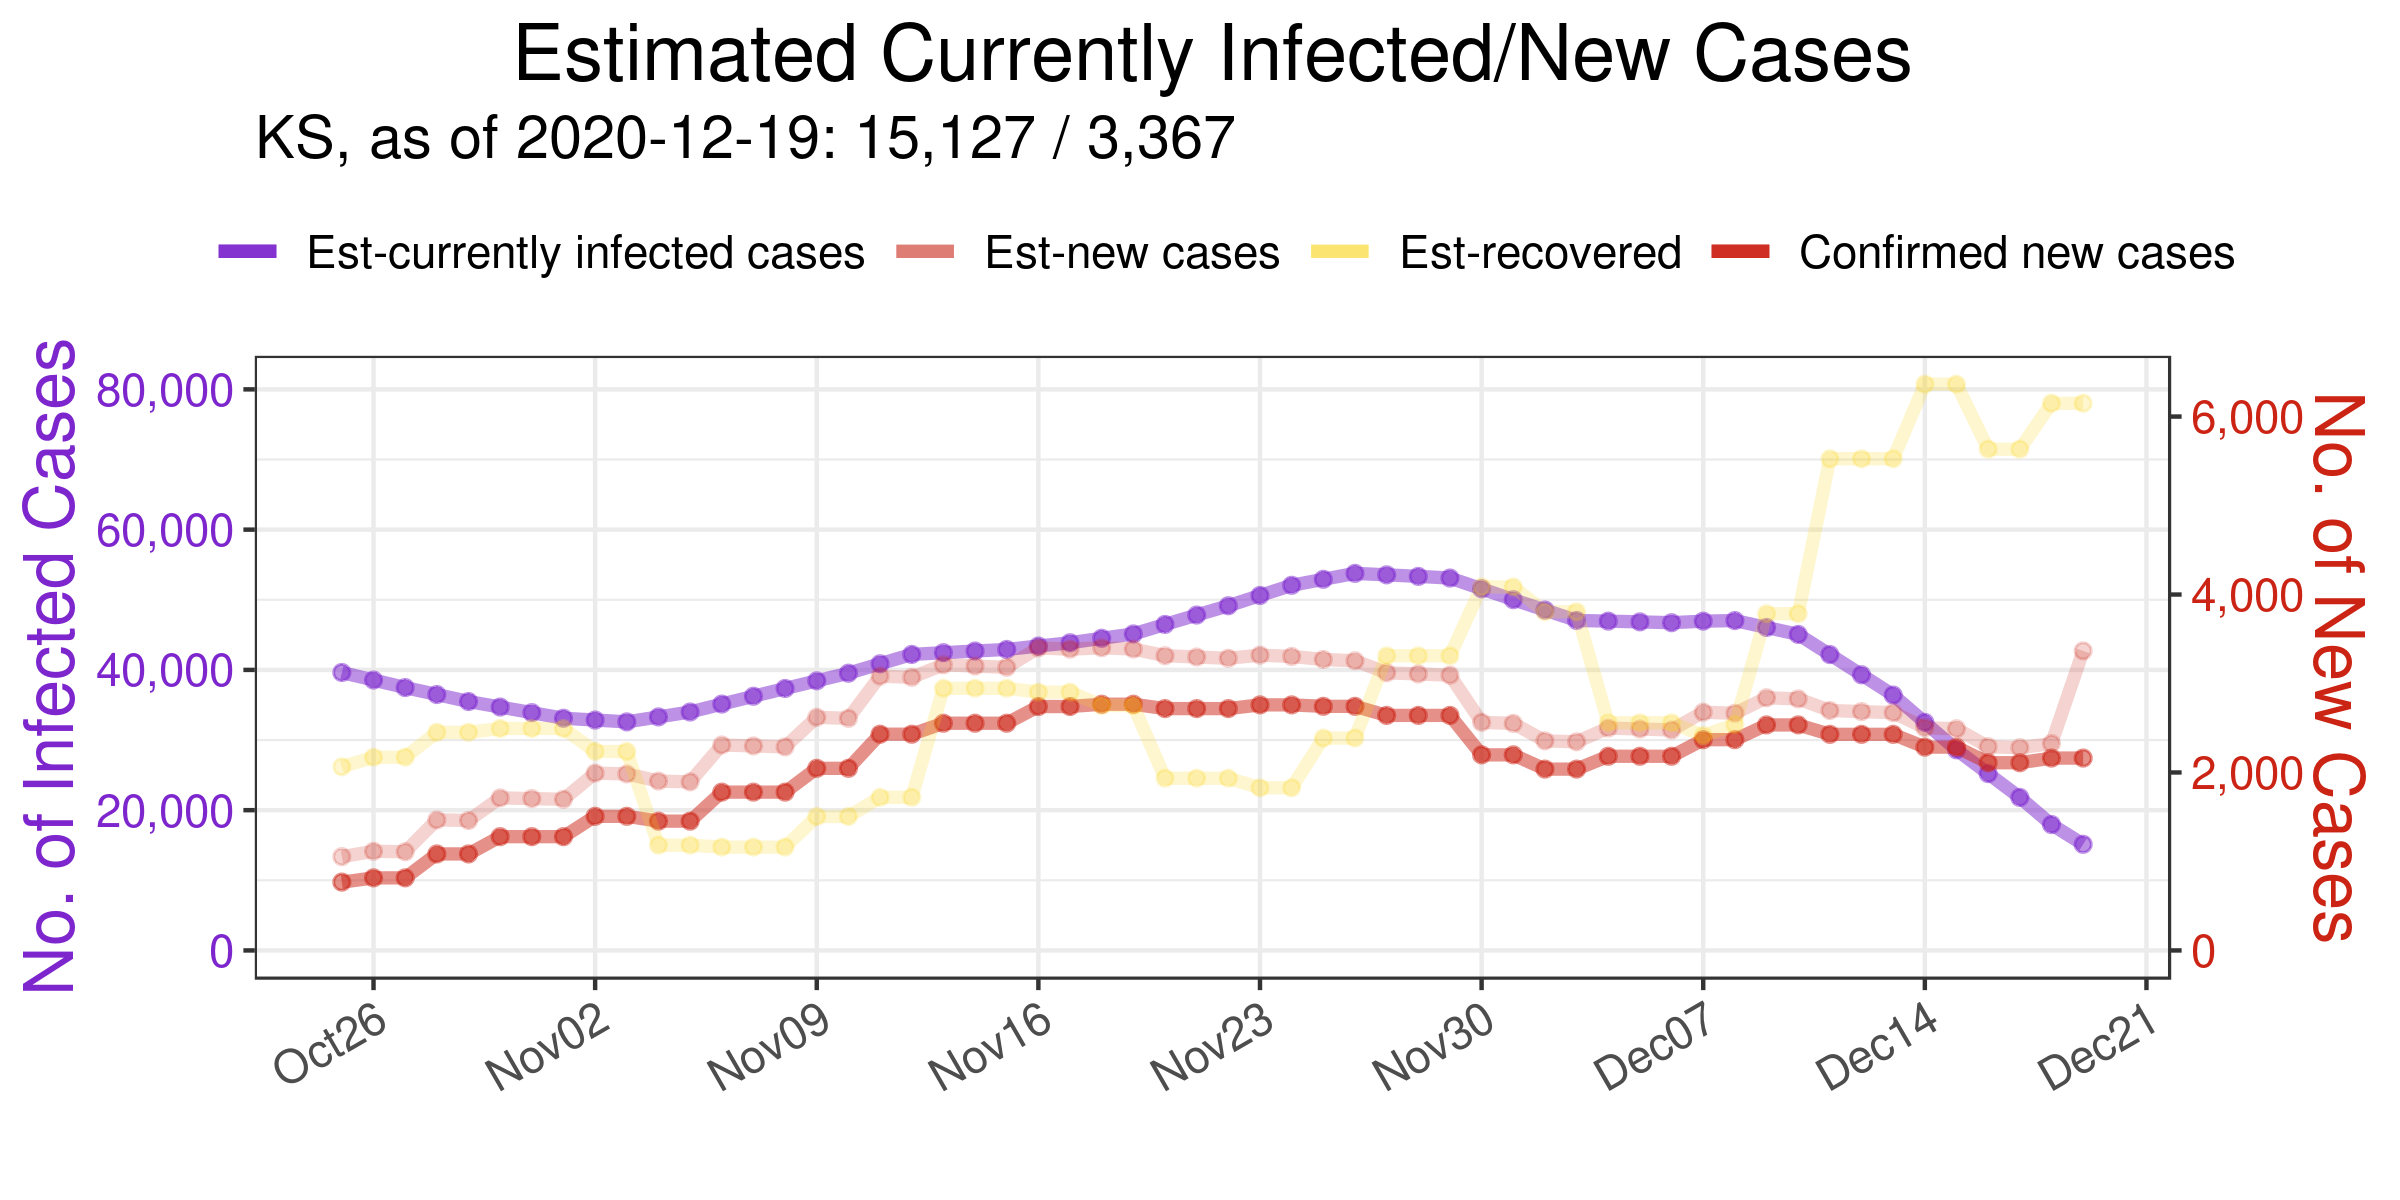 Estimated Currently Infected/New Cases
KS, as of 2020-12-19: 15,127 / 3,367
Est-currently infected cases Est-new cases Est-recovered Confirmed new cases
No. of Infected Cases
80,000
60,000
40,000
20,000
0
6,000
4,000
2,000
0
No. of New Cases
Oct26 Nov02 Nov09 Nov16 Nov23 Nov30 Dec07 Dec14 Dec21